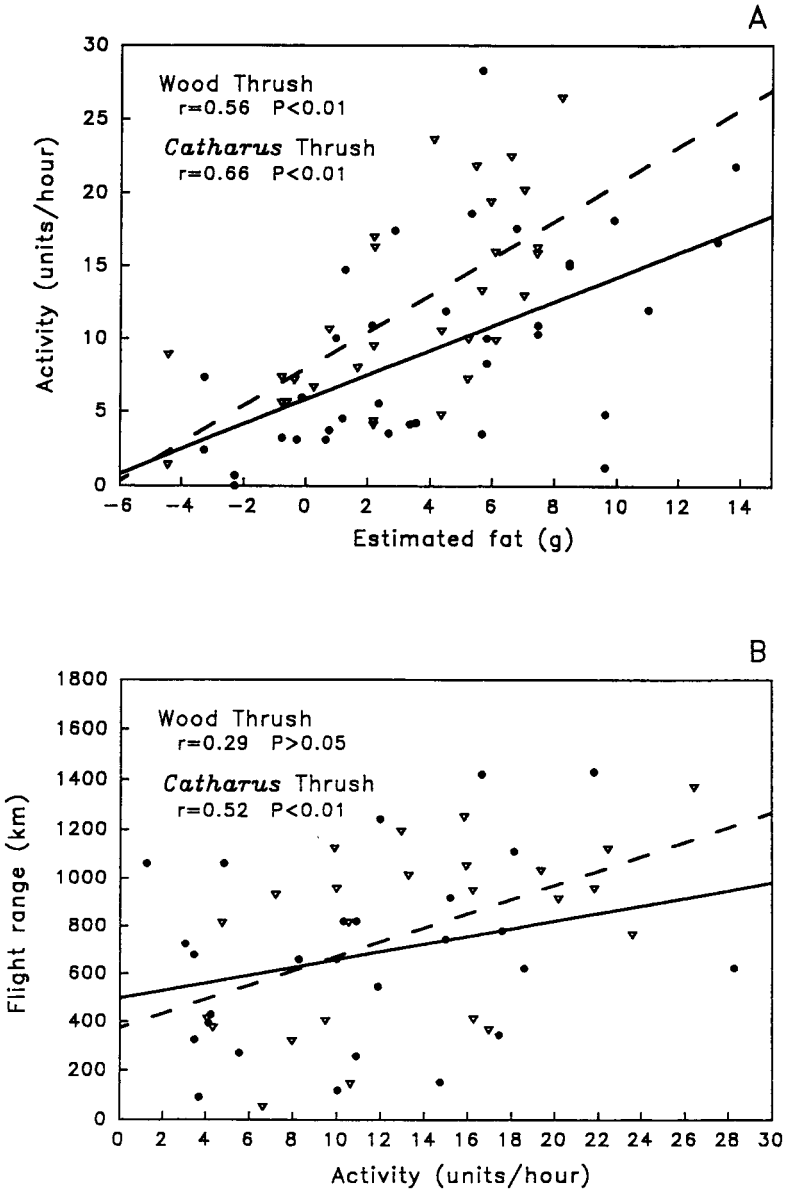 A
30
25
20
15
10
5
0
Activity (units/hour)
Wood Thrush
r=0.56 P<0.01
Catharus Thrush
r=0.66 P<0.01
−6 −4 −2 0 2 4 6 8 10 12 14
Estimated fat (g)
B
1800
1600
1400
1200
1000
800
600
400
200
0
Flight range (km)
Wood Thrush
r=0.29 P>0.05
Catharus Thrush
r=0.52 P<0.01
0 2 4 6 8 10 12 14 16 18 20 22 24 26 28 30
Activity (units/hour)